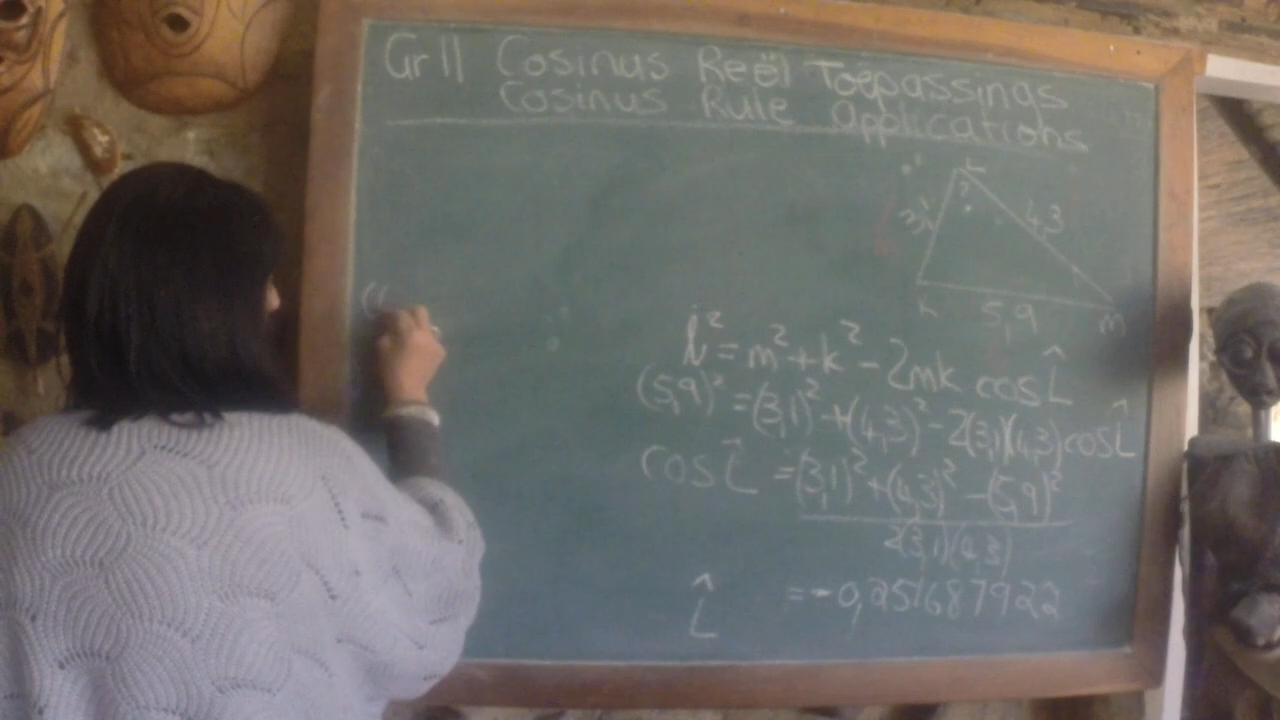 Gr 11 Cosinus Reël Toepassings
Cosinus Rule Applications
L
?
3,1
4,3
K
5,9
M
l² = m² + k² - 2mk cos L̂
(5,9)² = (3,1)² + (4,3)² - 2(3,1)(4,3) cos L̂
cos L̂ = (3,1)² + (4,3)² - (5,9)²
2(3,1)(4,3)
= -0,251687922
L̂